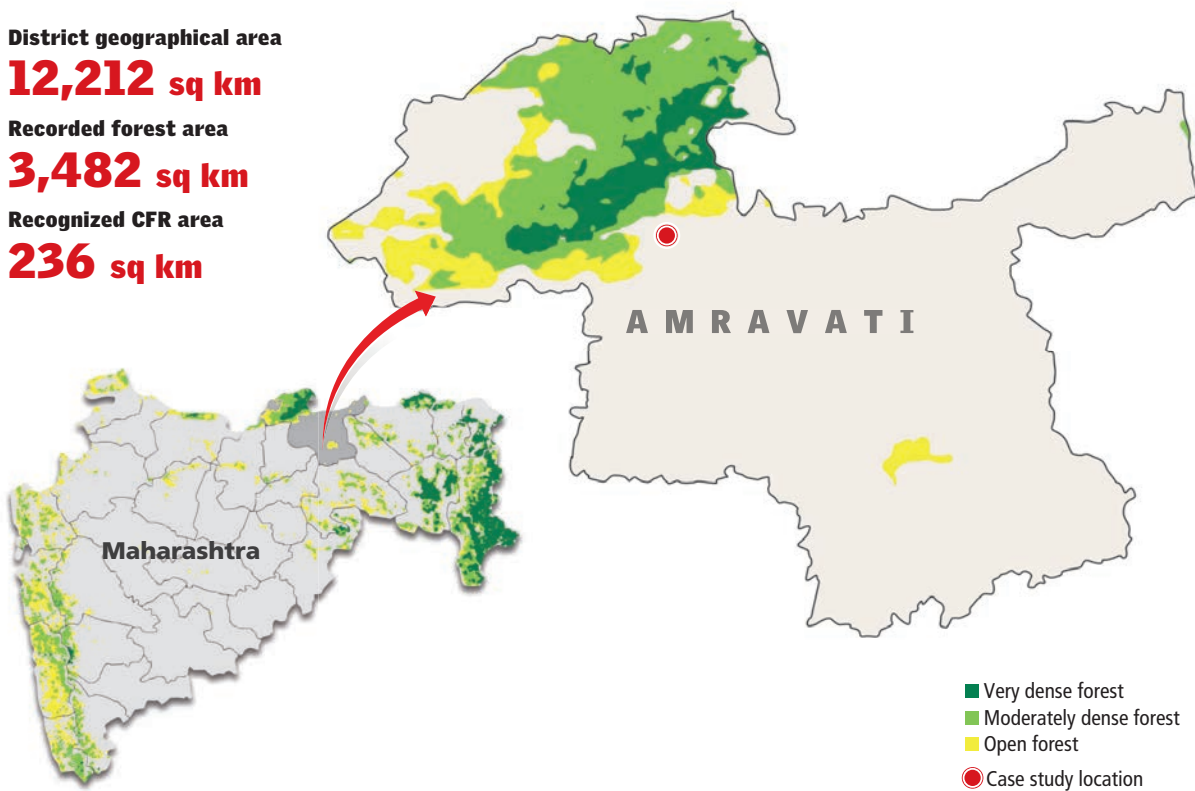 District geographical area
12,212 sq km
Recorded forest area
3,482 sq km
Recognized CFR area
236 sq km
AMRAVATI
Maharashtra
Very dense forest
Moderately dense forest
Open forest
Case study location